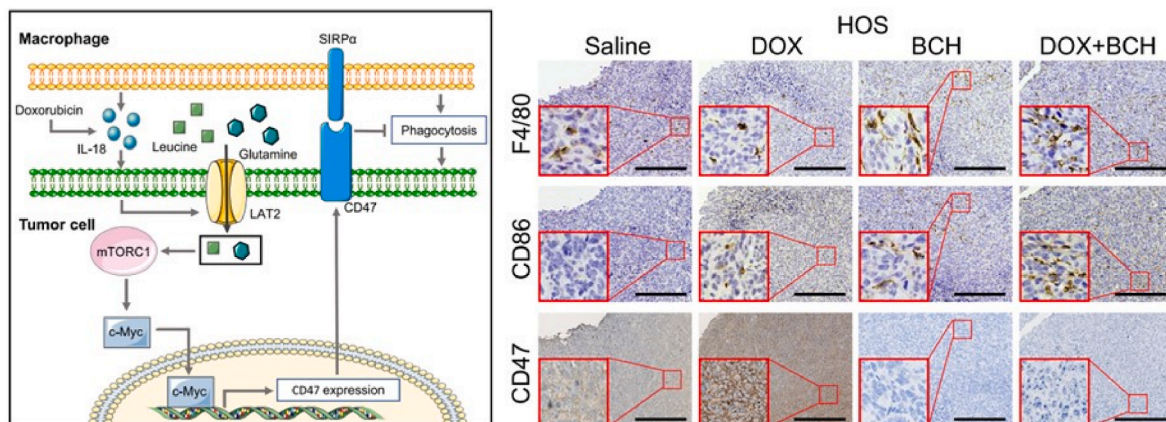 Macrophage
SIRPα
Doxorubicin
IL-18
Leucine
Glutamine
Phagocytosis
LAT2
CD47
Tumor cell
mTORC1
c-Myc
c-Myc
CD47 expression
HOS
Saline DOX BCH DOX+BCH
F4/80
CD86
CD47